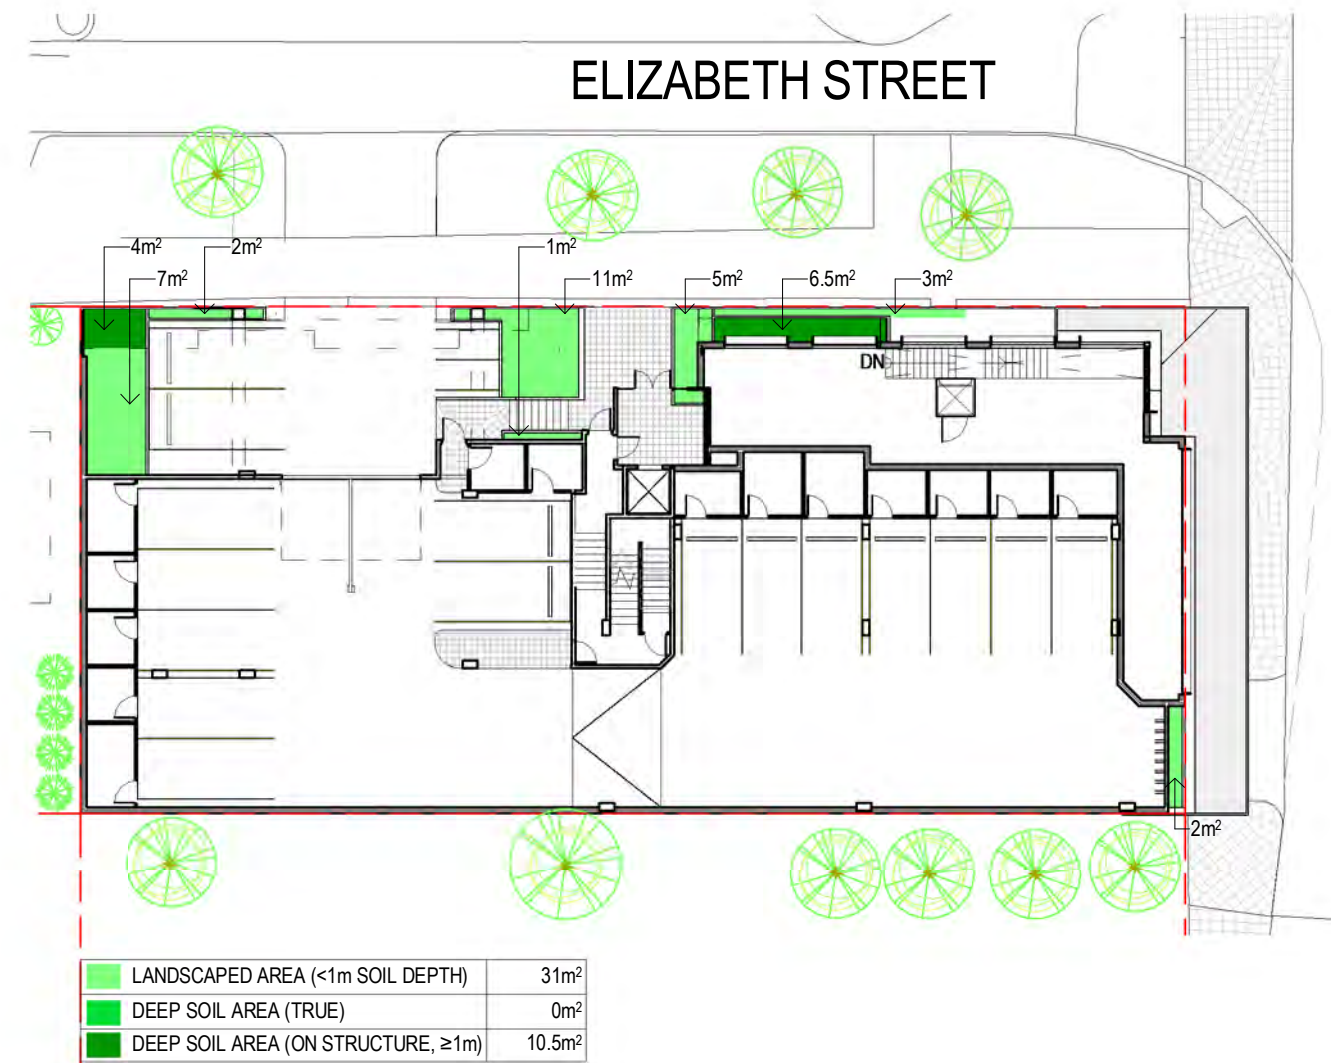 ELIZABETH STREET
4m²
2m²
1m²
7m²
11m²
5m²
6.5m²
3m²
DN
2m²
LANDSCAPED AREA (<1m SOIL DEPTH) 31m²
DEEP SOIL AREA (TRUE) 0m²
DEEP SOIL AREA (ON STRUCTURE, ≥1m) 10.5m²